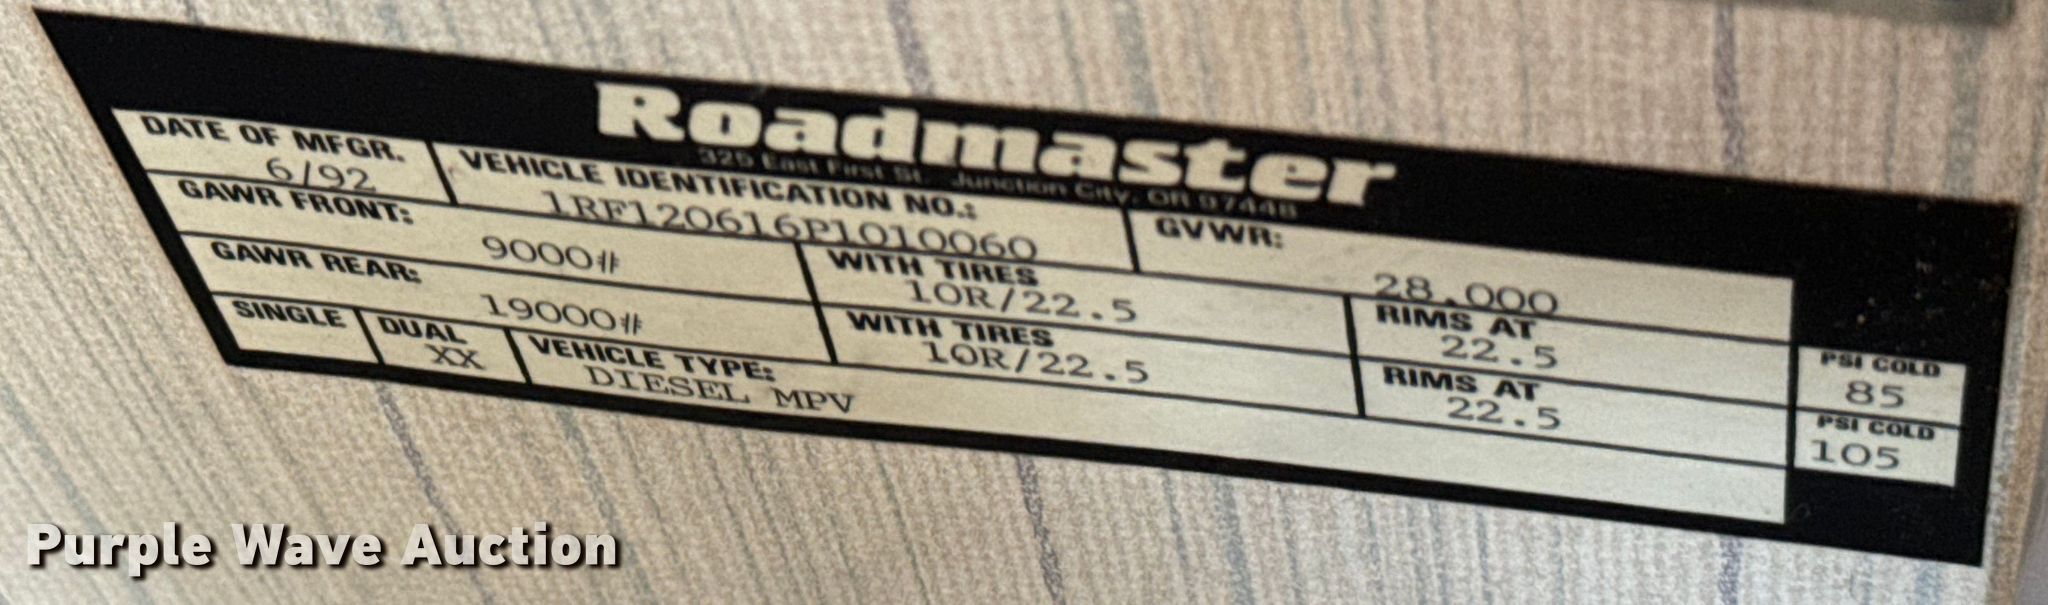 Roadmaster
325 East First St. Junction City, OR 97448
DATE OF MFGR. VEHICLE IDENTIFICATION NO.: GVWR:
6/92 1RF120616P1010060 28.000
GAWR FRONT: WITH TIRES RIMS AT PSI COLD
9000# 10R/22.5 22.5 85
GAWR REAR: WITH TIRES RIMS AT PSI COLD
19000# 10R/22.5 22.5 105
SINGLE DUAL VEHICLE TYPE:
XX DIESEL MPV
Purple Wave Auction